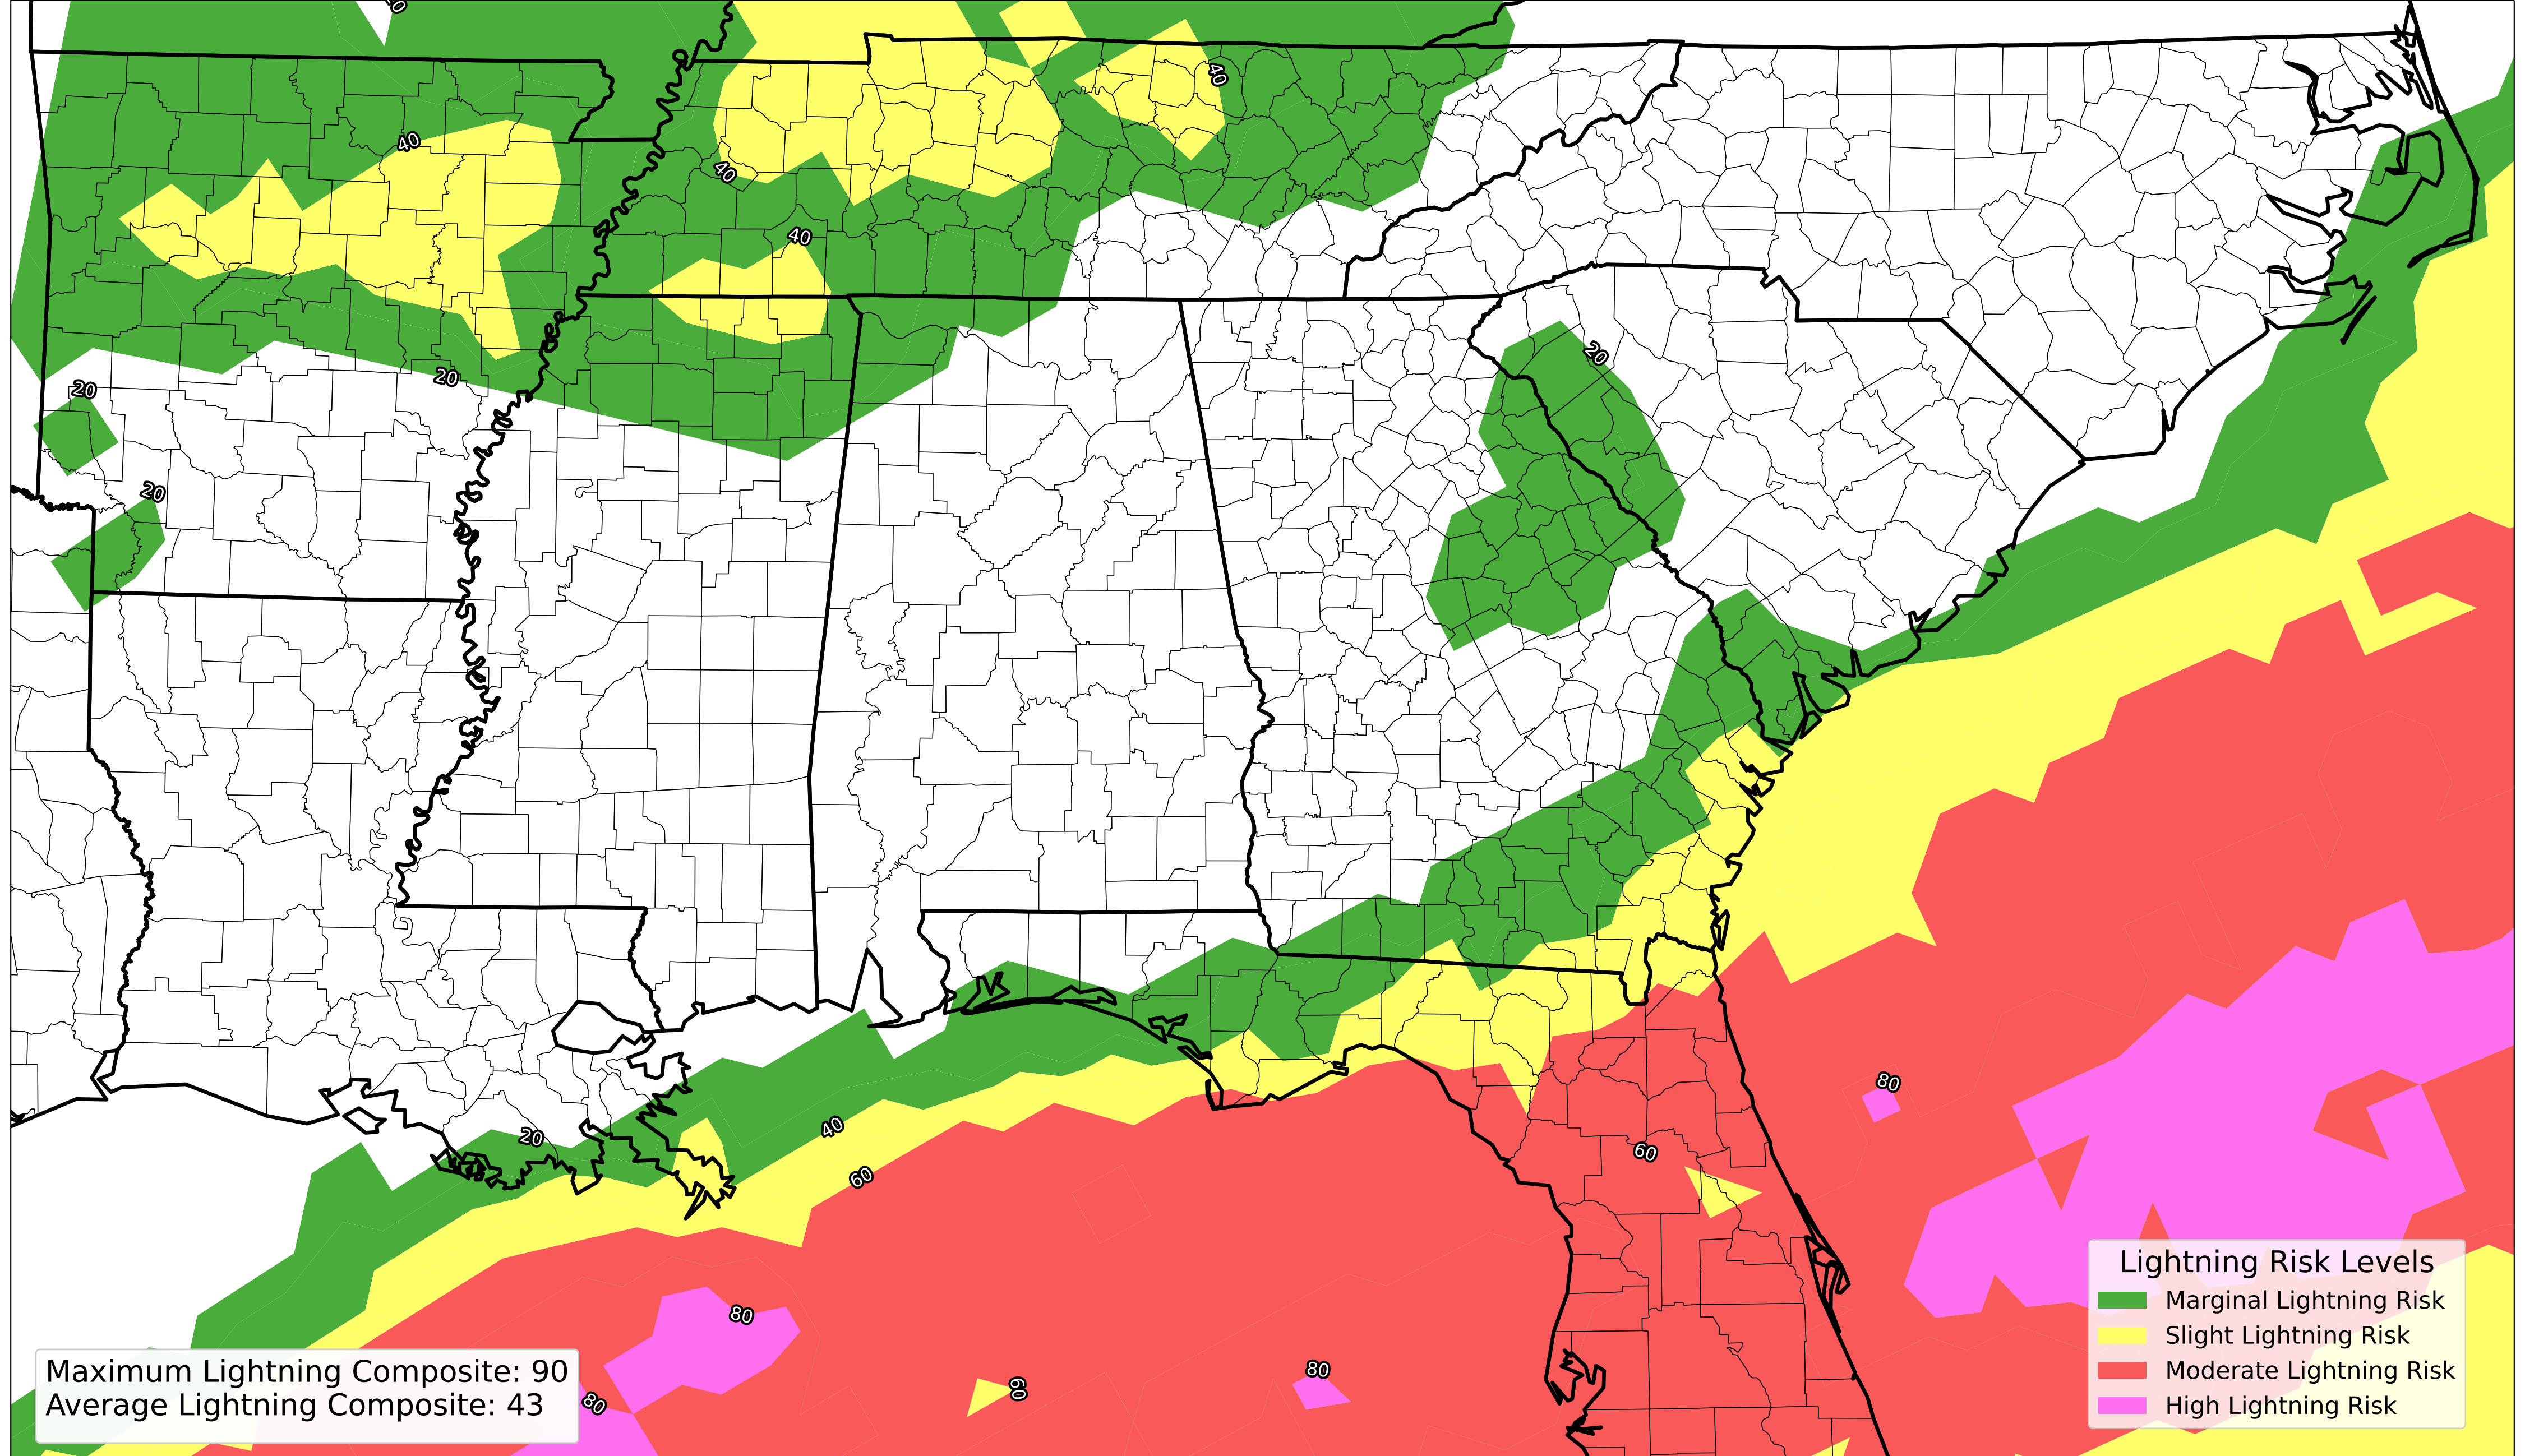 40
40
40
40
40
20
20
20
20
80
60
20
40
60
80
80
60
80
Lightning Risk Levels
Marginal Lightning Risk
Slight Lightning Risk
Moderate Lightning Risk
High Lightning Risk
Maximum Lightning Composite: 90
Average Lightning Composite: 43